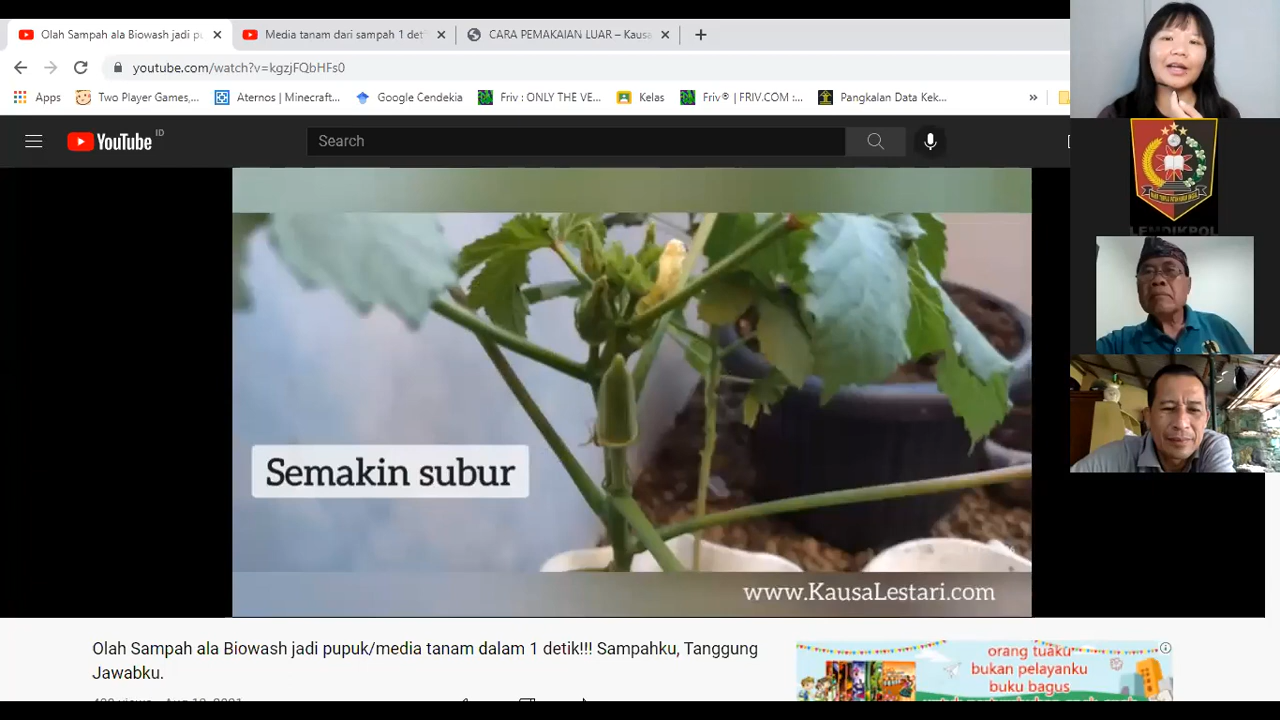 Olah Sampah ala Biowash jadi pu
Media tanam dari sampah 1 deti
CARA PEMAKAIAN LUAR – Kausa
youtube.com/watch?v=kgzjFQbHFs0
Apps
Two Player Games,...
Aternos | Minecraft...
Google Cendekia
Friv : ONLY THE VE...
Kelas
Friv® | FRIV.COM :...
Pangkalan Data Kek...
»
YouTube ID
Search
LEMDIKPOL
Semakin subur
www.KausaLestari.com
Olah Sampah ala Biowash jadi pupuk/media tanam dalam 1 detik!!! Sampahku, Tanggung
Jawabku.
orang tuaku
bukan pelayanku
buku bagus